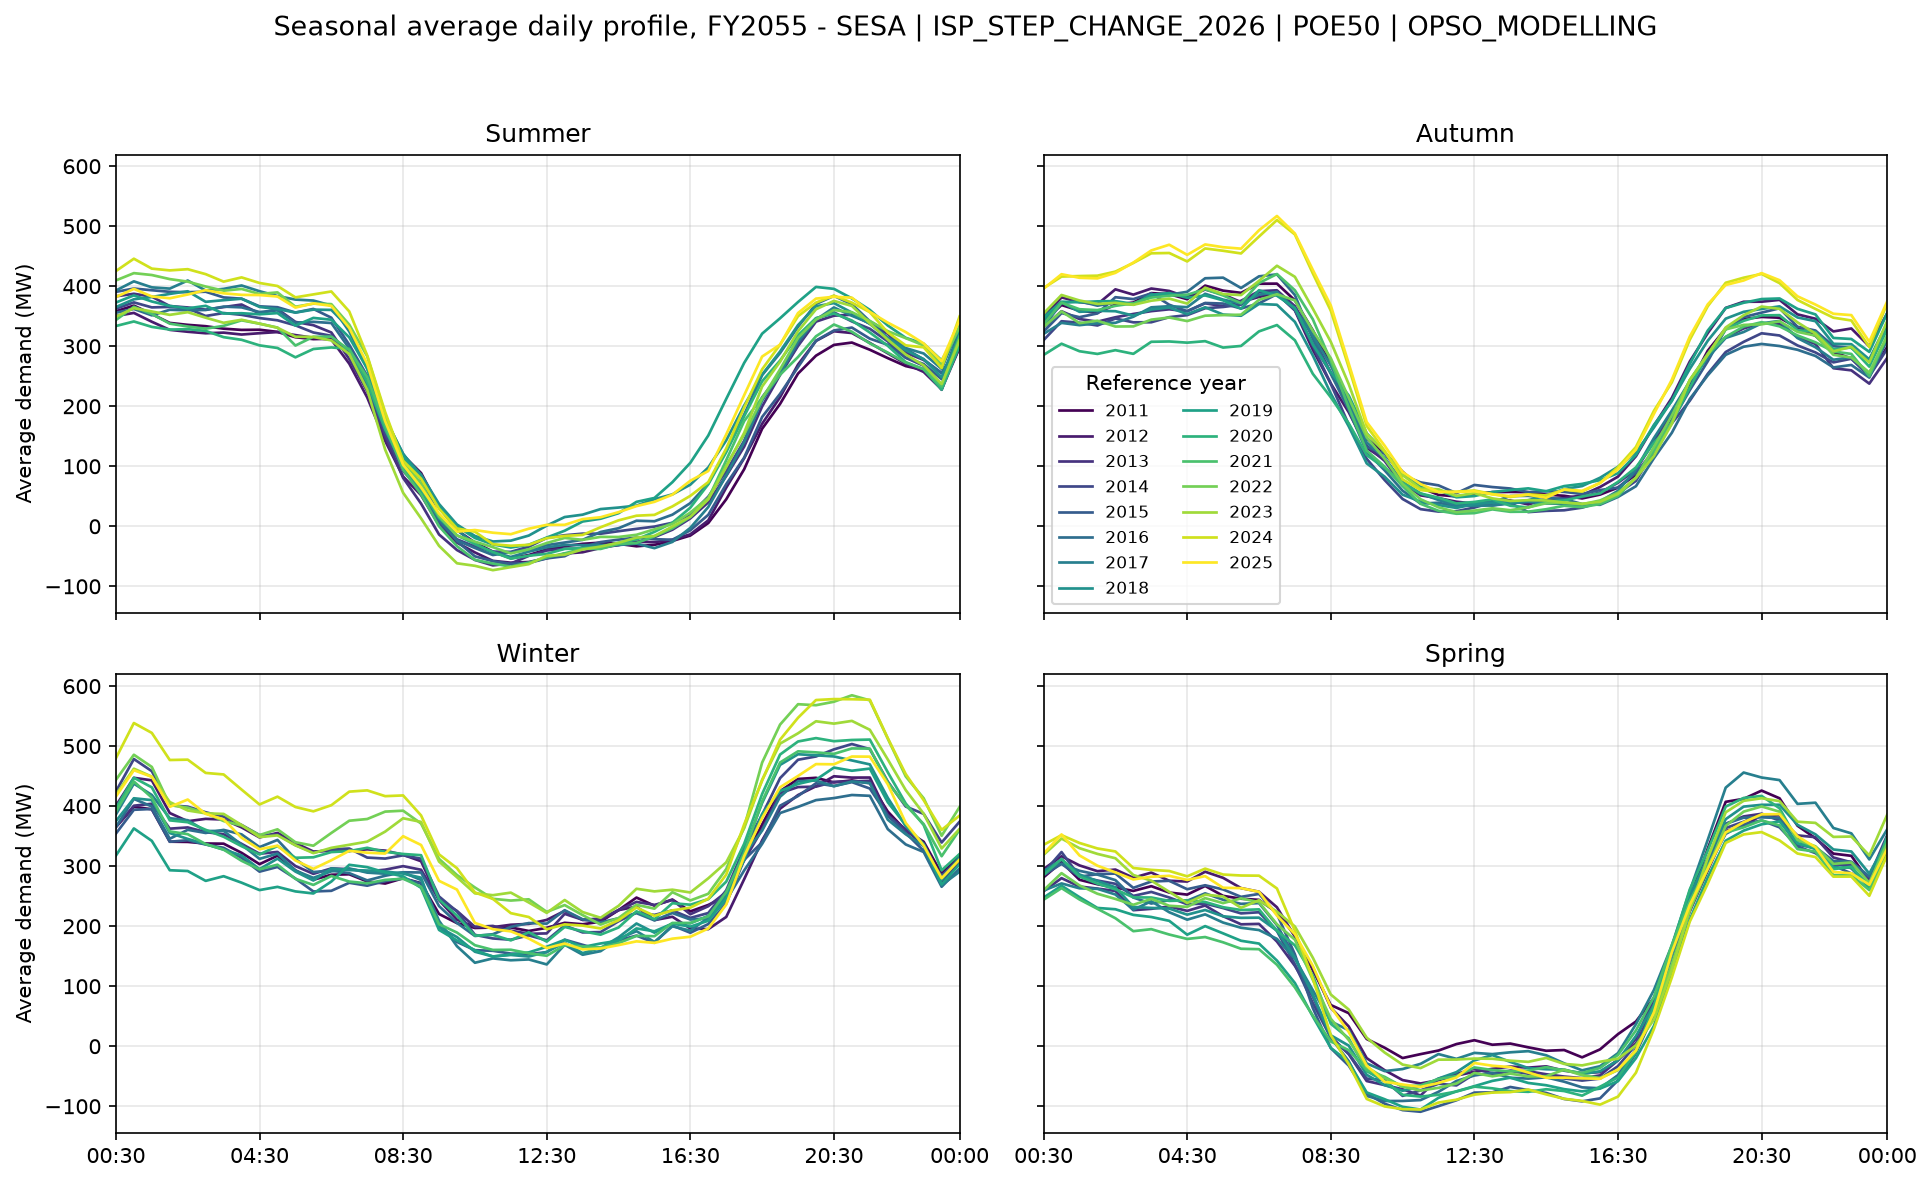 Seasonal average daily profile, FY2055 - SESA | ISP_STEP_CHANGE_2026 | POE50 | OPSO_MODELLING
Summer
Autumn
600
500
400
300
200
100
0
−100
Average demand (MW)
Reference year
2011 2019
2012 2020
2013 2021
2014 2022
2015 2023
2016 2024
2017 2025
2018
Winter
Spring
600
500
400
300
200
100
0
−100
Average demand (MW)
00:30 04:30 08:30 12:30 16:30 20:30 00:00
00:30 04:30 08:30 12:30 16:30 20:30 00:00